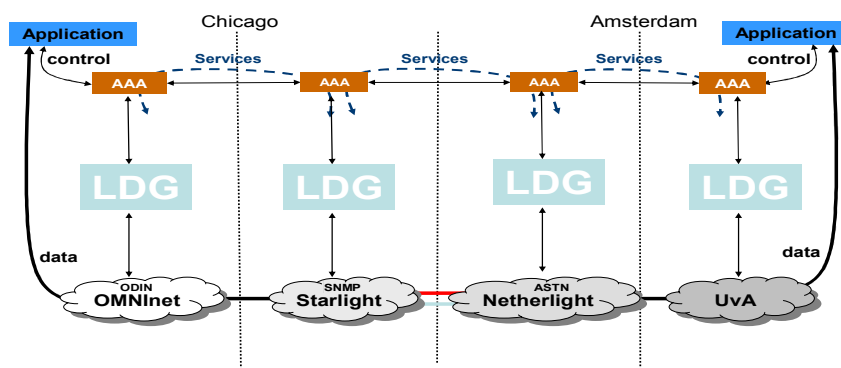 Chicago
Amsterdam
Application
Application
control
Services
Services
Services
control
AAA
AAA
AAA
AAA
LDG
LDG
LDG
LDG
data
data
ODIN
OMNInet
SNMP
Starlight
ASTN
Netherlight
UvA